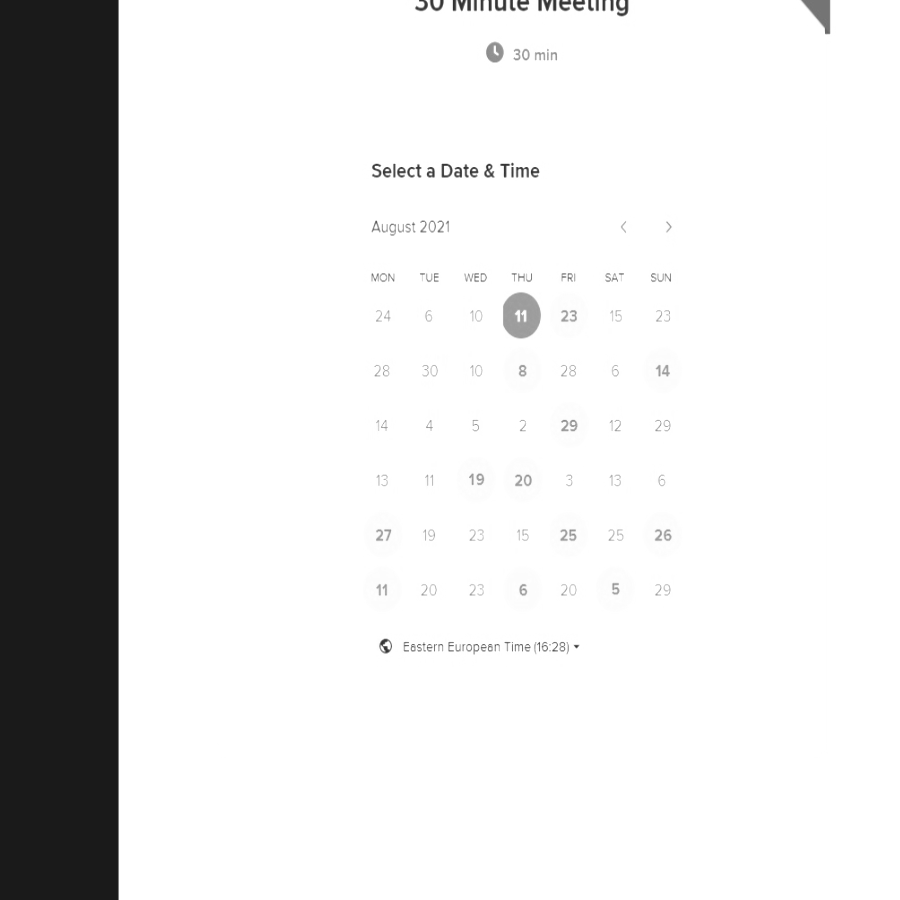 30 Minute Meeting
30 min
Select a Date & Time
August 2021
MON TUE WED THU FRI SAT SUN
24 6 10 11 23 15 23
28 30 10 8 28 6 14
14 4 5 2 29 12 29
13 11 19 20 3 13 6
27 19 23 15 25 25 26
11 20 23 6 20 5 29
Eastern European Time (16:28)